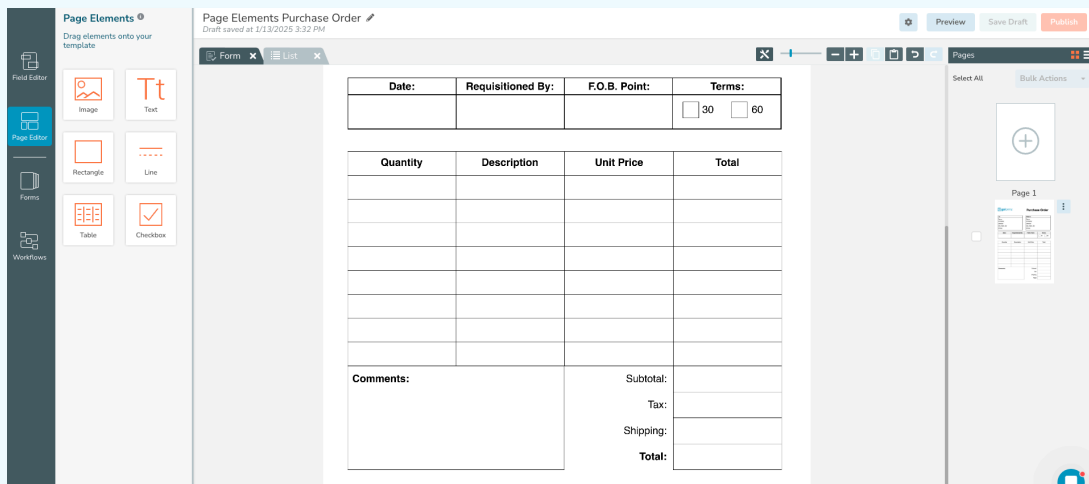 Page Elements
Drag elements onto your
template
Image
Text
Rectangle
Line
Table
Checkbox
Field Editor
Page Editor
Forms
Workflows
Page Elements Purchase Order
Draft saved at 1/13/2025 3:32 PM
Preview
Save Draft
Publish
Form
List
Date:
Requisitioned By:
F.O.B. Point:
Terms:
30
60
Quantity
Description
Unit Price
Total
Comments:
Subtotal:
Tax:
Shipping:
Total:
Pages
Select All
Bulk Actions
Page 1
Purchase Order